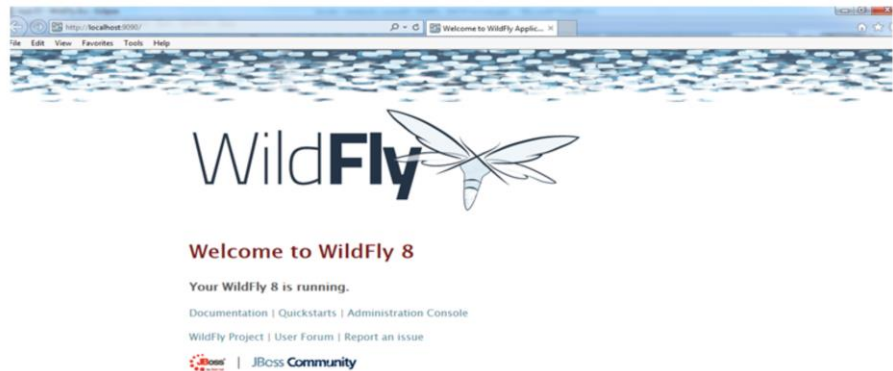 http://localhost:9090/
Welcome to WildFly Applic...
File Edit View Favorites Tools Help
WildFly
Welcome to WildFly 8
Your WildFly 8 is running.
Documentation | Quickstarts | Administration Console
WildFly Project | User Forum | Report an issue
JBoss | JBoss Community